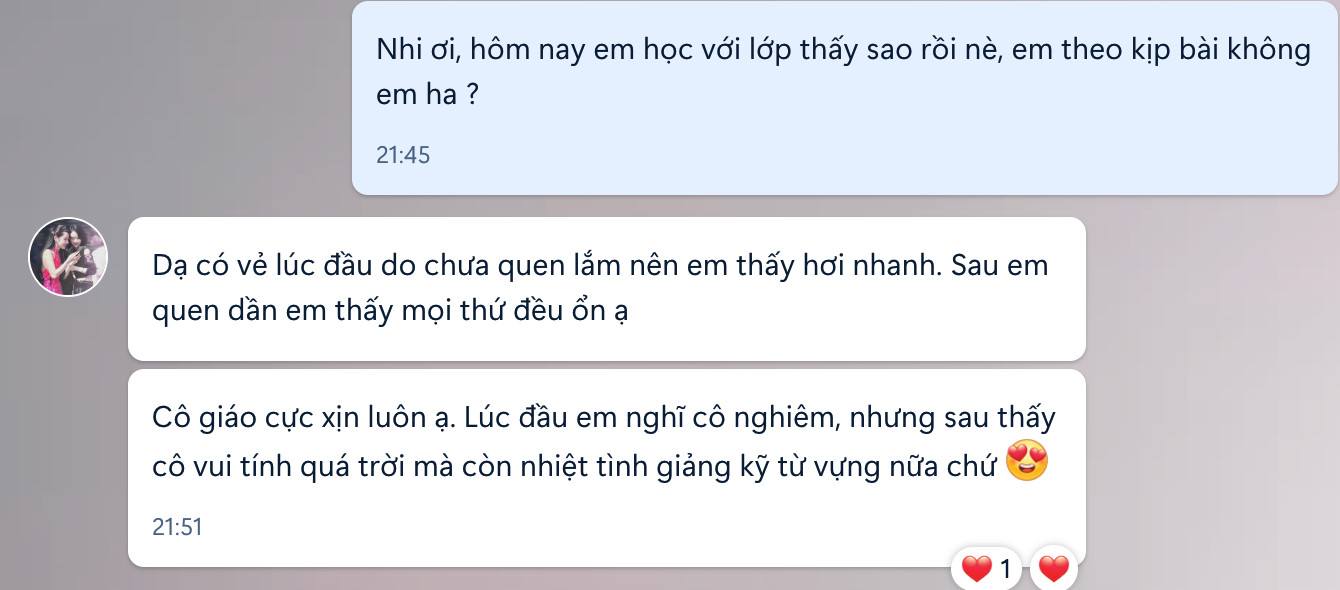 Nhi ơi, hôm nay em học với lớp thấy sao rồi nè, em theo kịp bài không
em ha ?
21:45
Dạ có vẻ lúc đầu do chưa quen lắm nên em thấy hơi nhanh. Sau em
quen dần em thấy mọi thứ đều ổn ạ
Cô giáo cực xịn luôn ạ. Lúc đầu em nghĩ cô nghiêm, nhưng sau thấy
cô vui tính quá trời mà còn nhiệt tình giảng kỹ từ vựng nữa chứ 😍
21:51
❤️ 1 ❤️